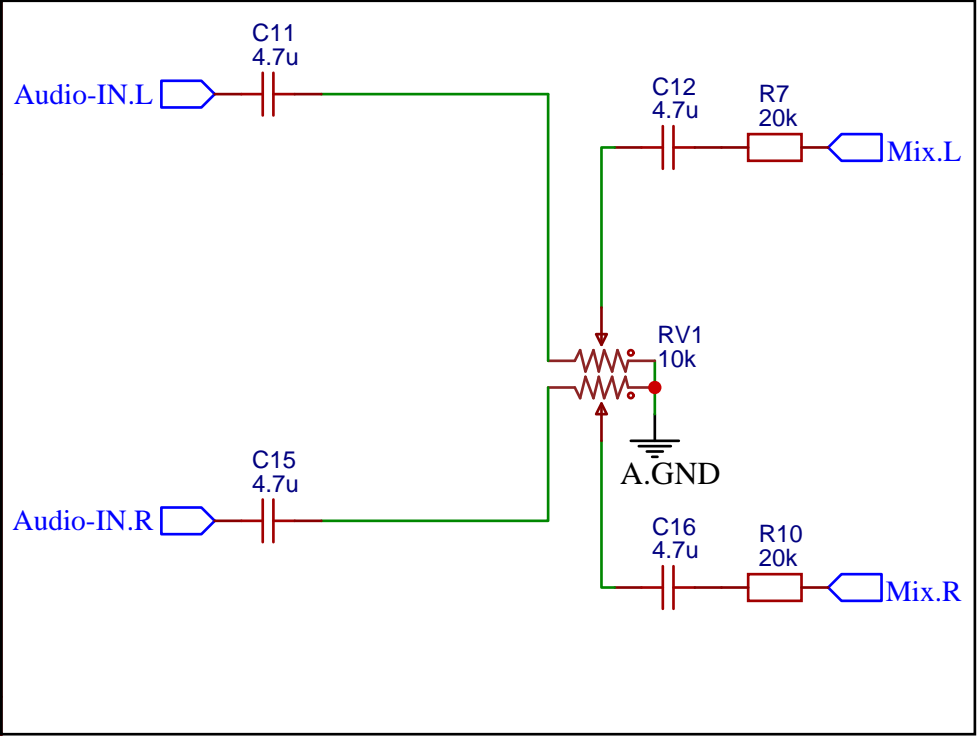 C11
4.7u
Audio-IN.L
C12
4.7u
R7
20k
Mix.L
RV1
10k
A.GND
C15
4.7u
Audio-IN.R
C16
4.7u
R10
20k
Mix.R